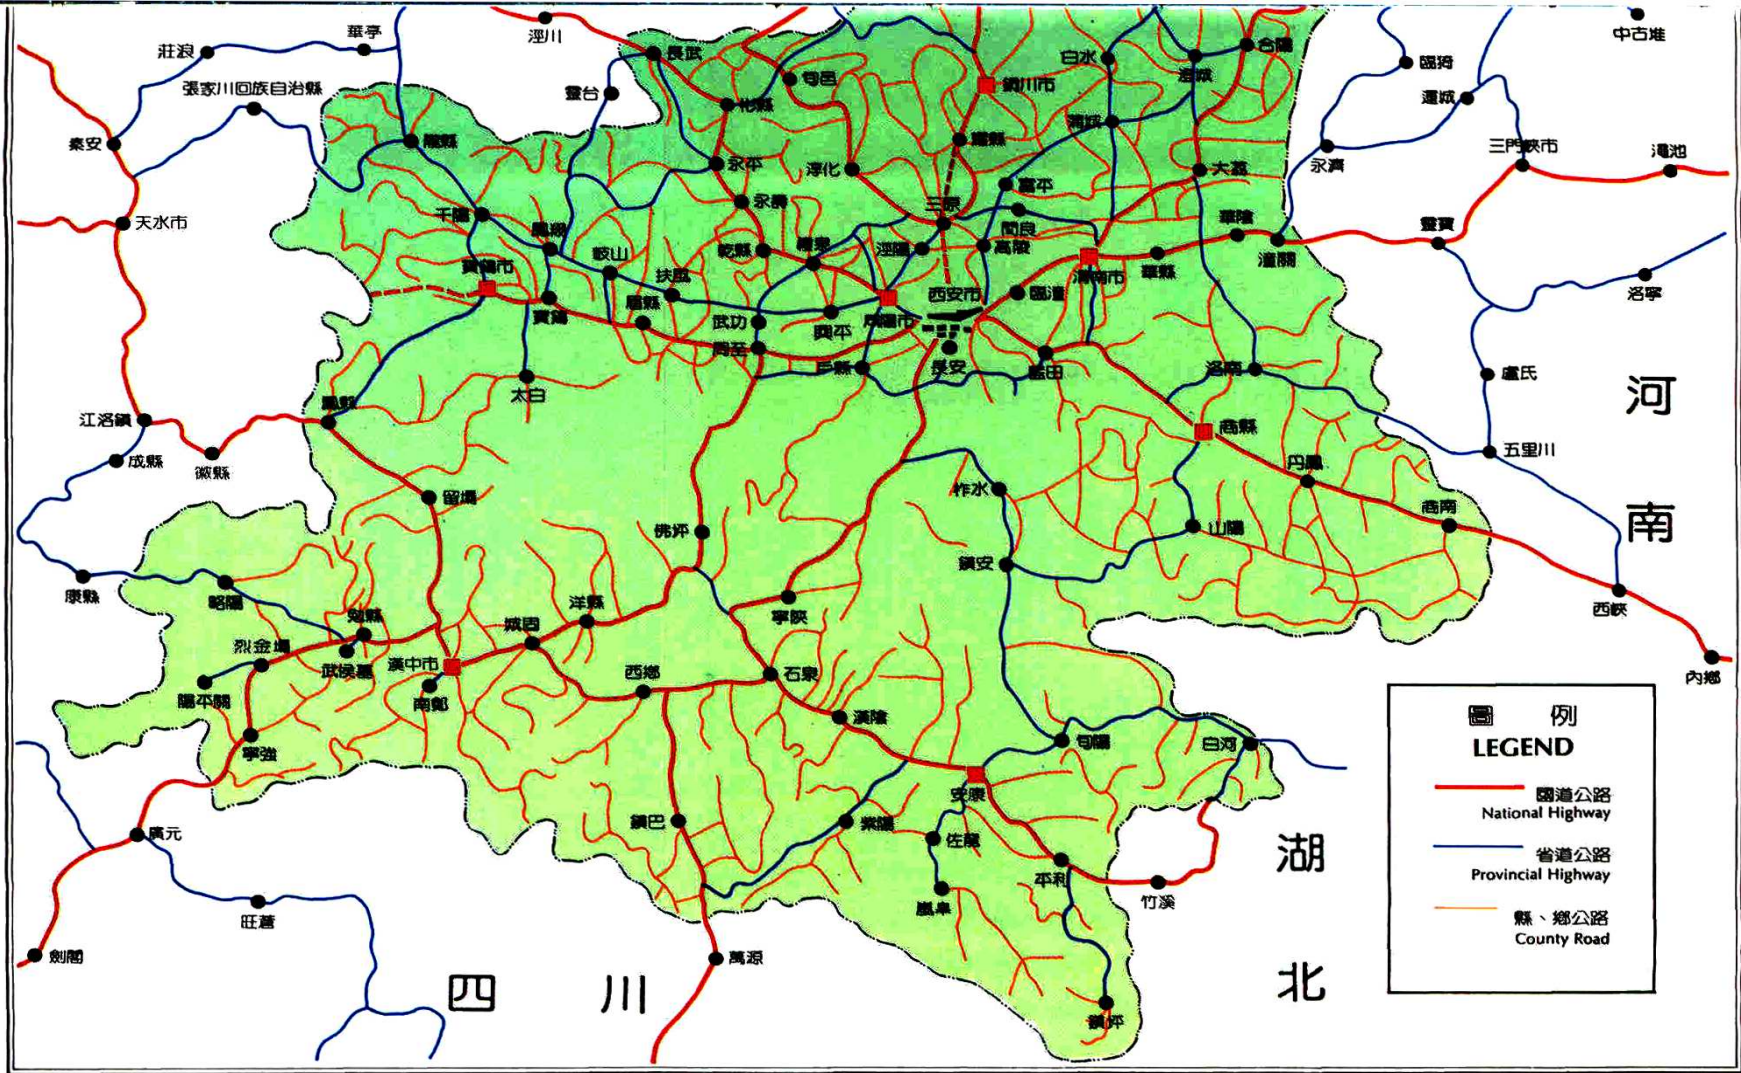 中古堆
莊浪
華亭
涇川
長武
白水
澄城
合陽
臨猗
張家川回族自治縣
靈台
彬縣
旬邑
銅川市
運城
秦安
隴縣
永平
淳化
耀縣
蒲城
大荔
永濟
三門峽市
澠池
天水市
千陽
鳳翔
永壽
三原
富平
閻良
華陰
靈寶
寶鷄市
岐山
扶風
乾縣
禮泉
涇陽
高陵
渭南市
華縣
潼關
洛寧
寶鷄
眉縣
武功
興平
咸陽市
西安市
臨潼
周至
戶縣
長安
藍田
洛南
盧氏
太白
河
南
江洛鎮
鳳縣
商縣
成縣
徽縣
丹鳳
五里川
留壩
柞水
佛坪
山陽
商南
康縣
略陽
鎮安
西峽
勉縣
洋縣
寧陝
烈金壩
武侯墓
漢中市
城固
陽平關
南鄭
西鄉
石泉
內鄉
寧強
漢陰
旬陽
白河
安康
廣元
鎮巴
紫陽
佐龍
平利
竹溪
嵐皋
旺蒼
劍閣
萬源
鎮坪
四川
湖
北
圖例
LEGEND
國道公路
National Highway
省道公路
Provincial Highway
縣、鄉公路
County Road